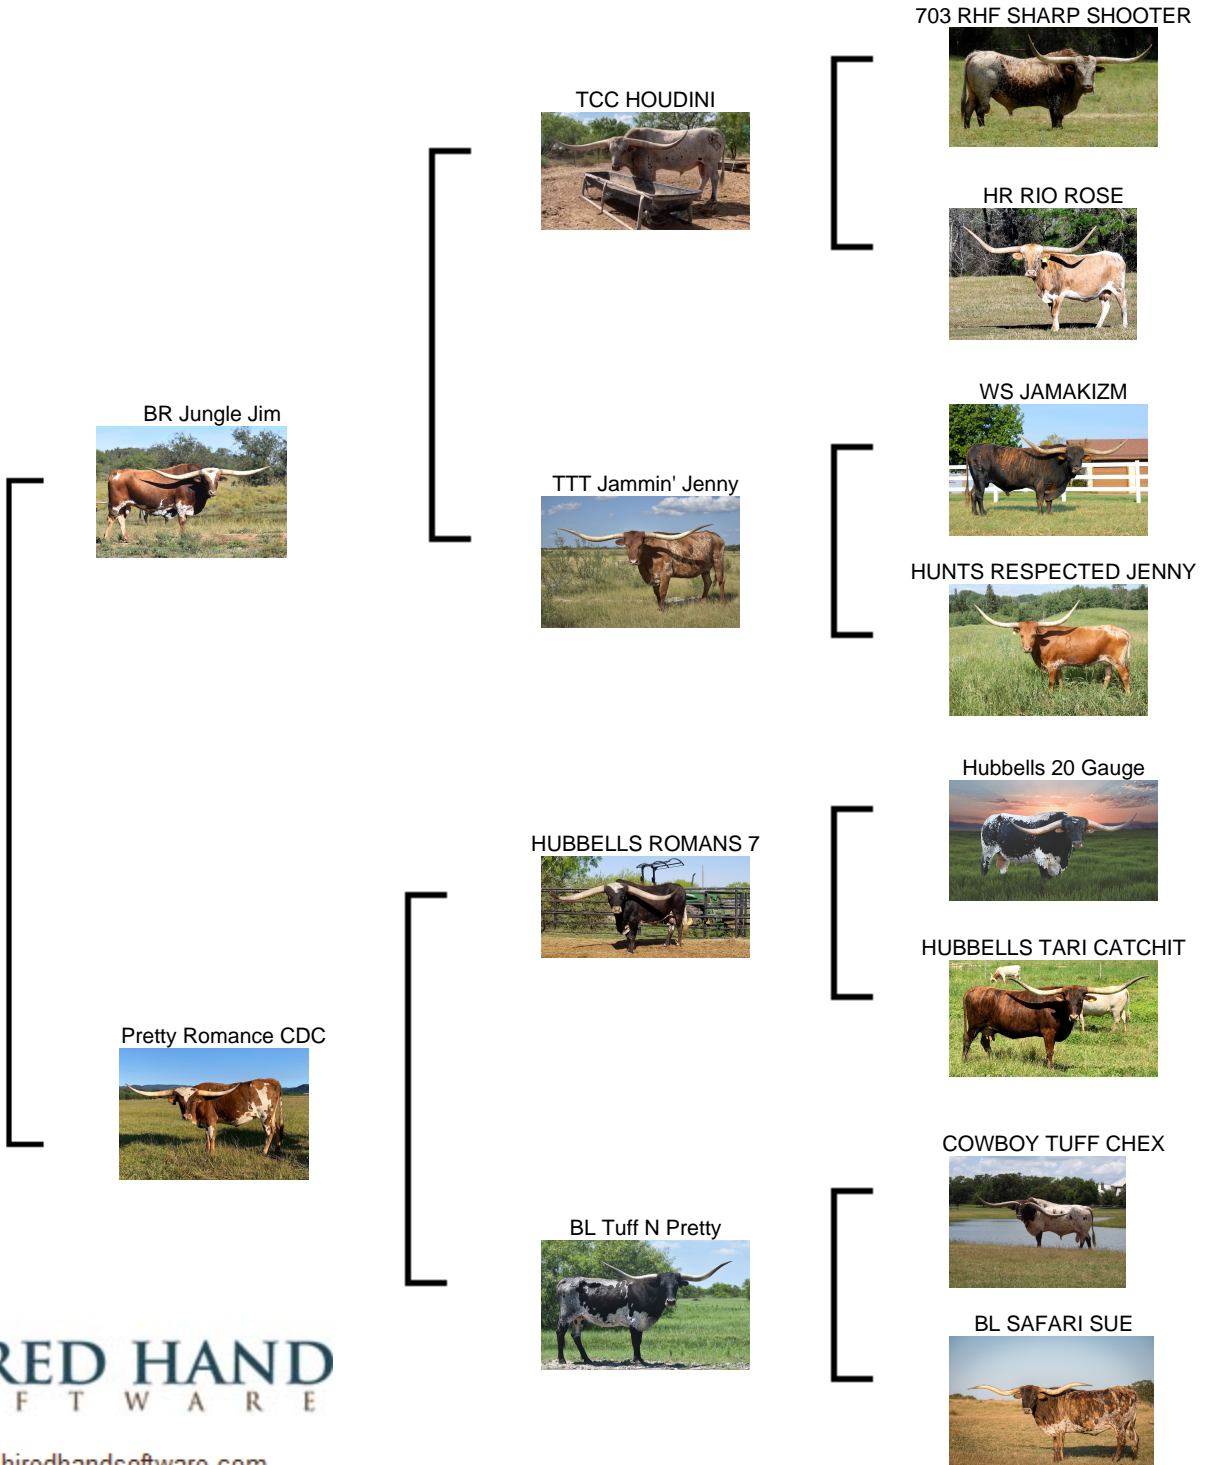 703 RHF SHARP SHOOTER
TCC HOUDINI
HR RIO ROSE
WS JAMAKIZM
BR Jungle Jim
TTT Jammin' Jenny
HUNTS RESPECTED JENNY
Hubbells 20 Gauge
HUBBELLS ROMANS 7
HUBBELLS TARI CATCHIT
Pretty Romance CDC
COWBOY TUFF CHEX
BL Tuff N Pretty
BL SAFARI SUE
RED HAND
F T W A R E
hiredhandsoftware.com